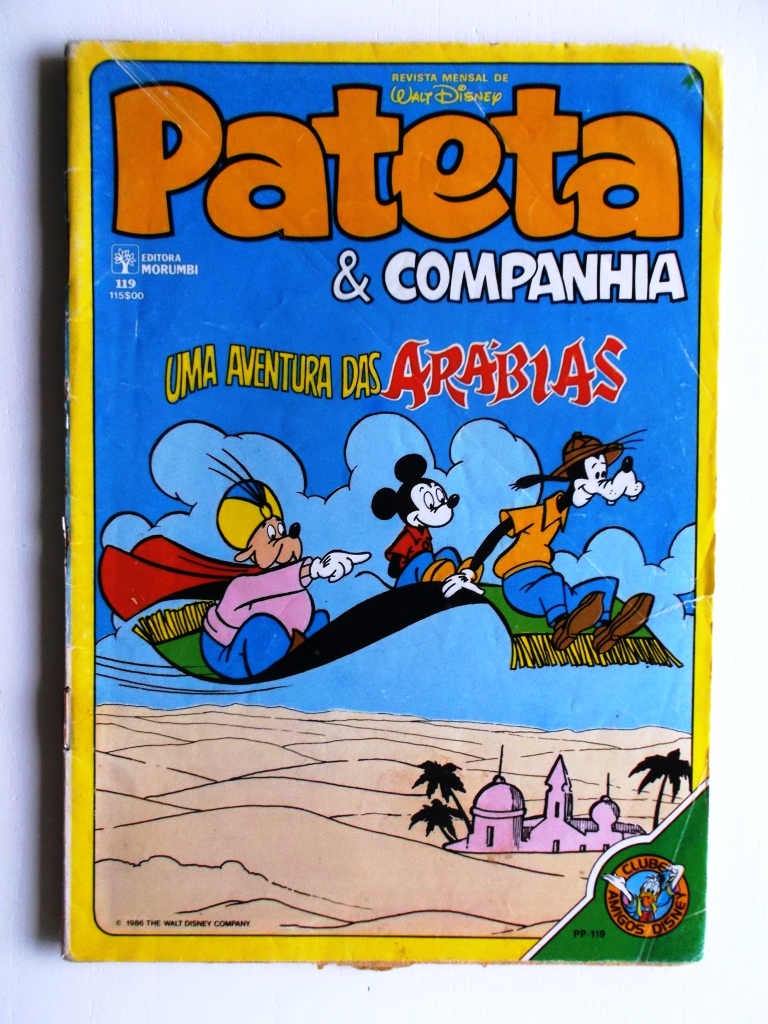 REVISTA MENSAL DE
WALT DISNEY
Pateta
& COMPANHIA
EDITORA
MORUMBI
119
115$00
UMA AVENTURA DAS ARÁBIAS
CLUBE
AMIGOS DISNEY
PP-119
© 1986 THE WALT DISNEY COMPANY